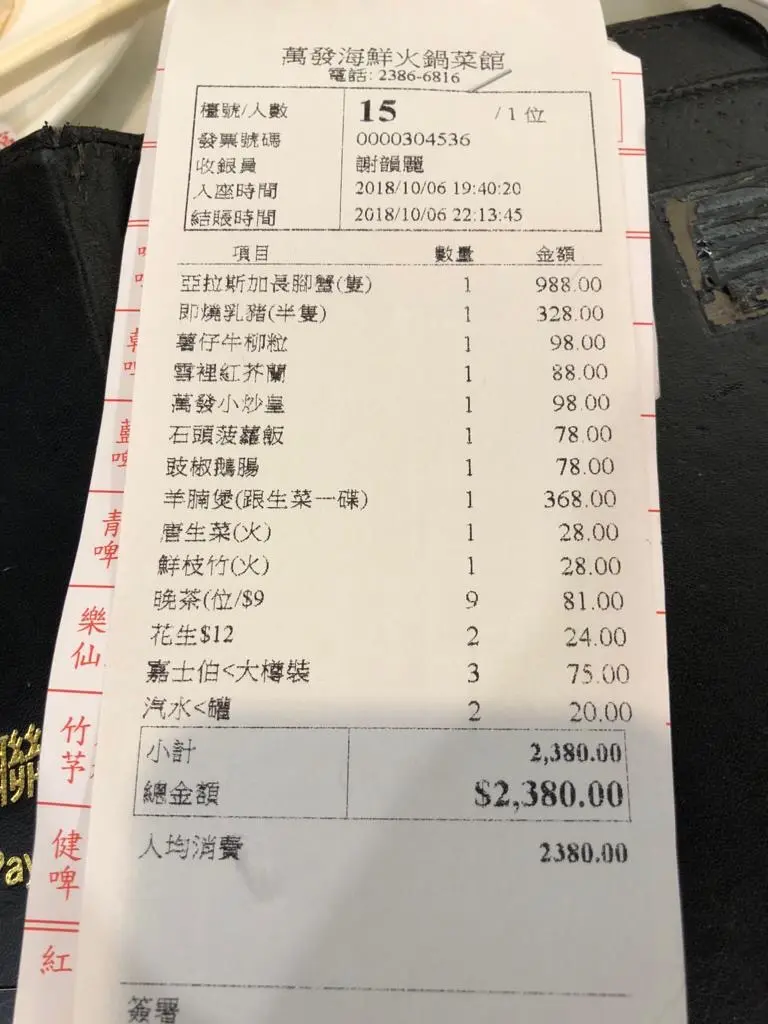 萬發海鮮火鍋菜館
電話: 2386-6816
檯號/人數 15 /1 位
發票號碼 0000304536
收銀員 謝韻麗
入座時間 2018/10/06 19:40:20
結賬時間 2018/10/06 22:13:45
項目 數量 金額
亞拉斯加長腳蟹(隻) 1 988.00
即燒乳豬(半隻) 1 328.00
薯仔牛柳粒 1 98.00
雪裡紅芥蘭 1 88.00
萬發小炒皇 1 98.00
石頭菠蘿飯 1 78.00
豉椒鵝腸 1 78.00
羊腩煲(跟生菜一碟) 1 368.00
唐生菜(火) 1 28.00
鮮枝竹(火) 1 28.00
晚茶(位/$9 9 81.00
花生$12 2 24.00
嘉士伯<大樽裝 3 75.00
汽水<罐 2 20.00
小計 2,380.00
總金額 $2,380.00
人均消費 2380.00
簽署
藍
啤
青
啤
樂
仙
竹
芧
健
啤
紅
聯
Pay